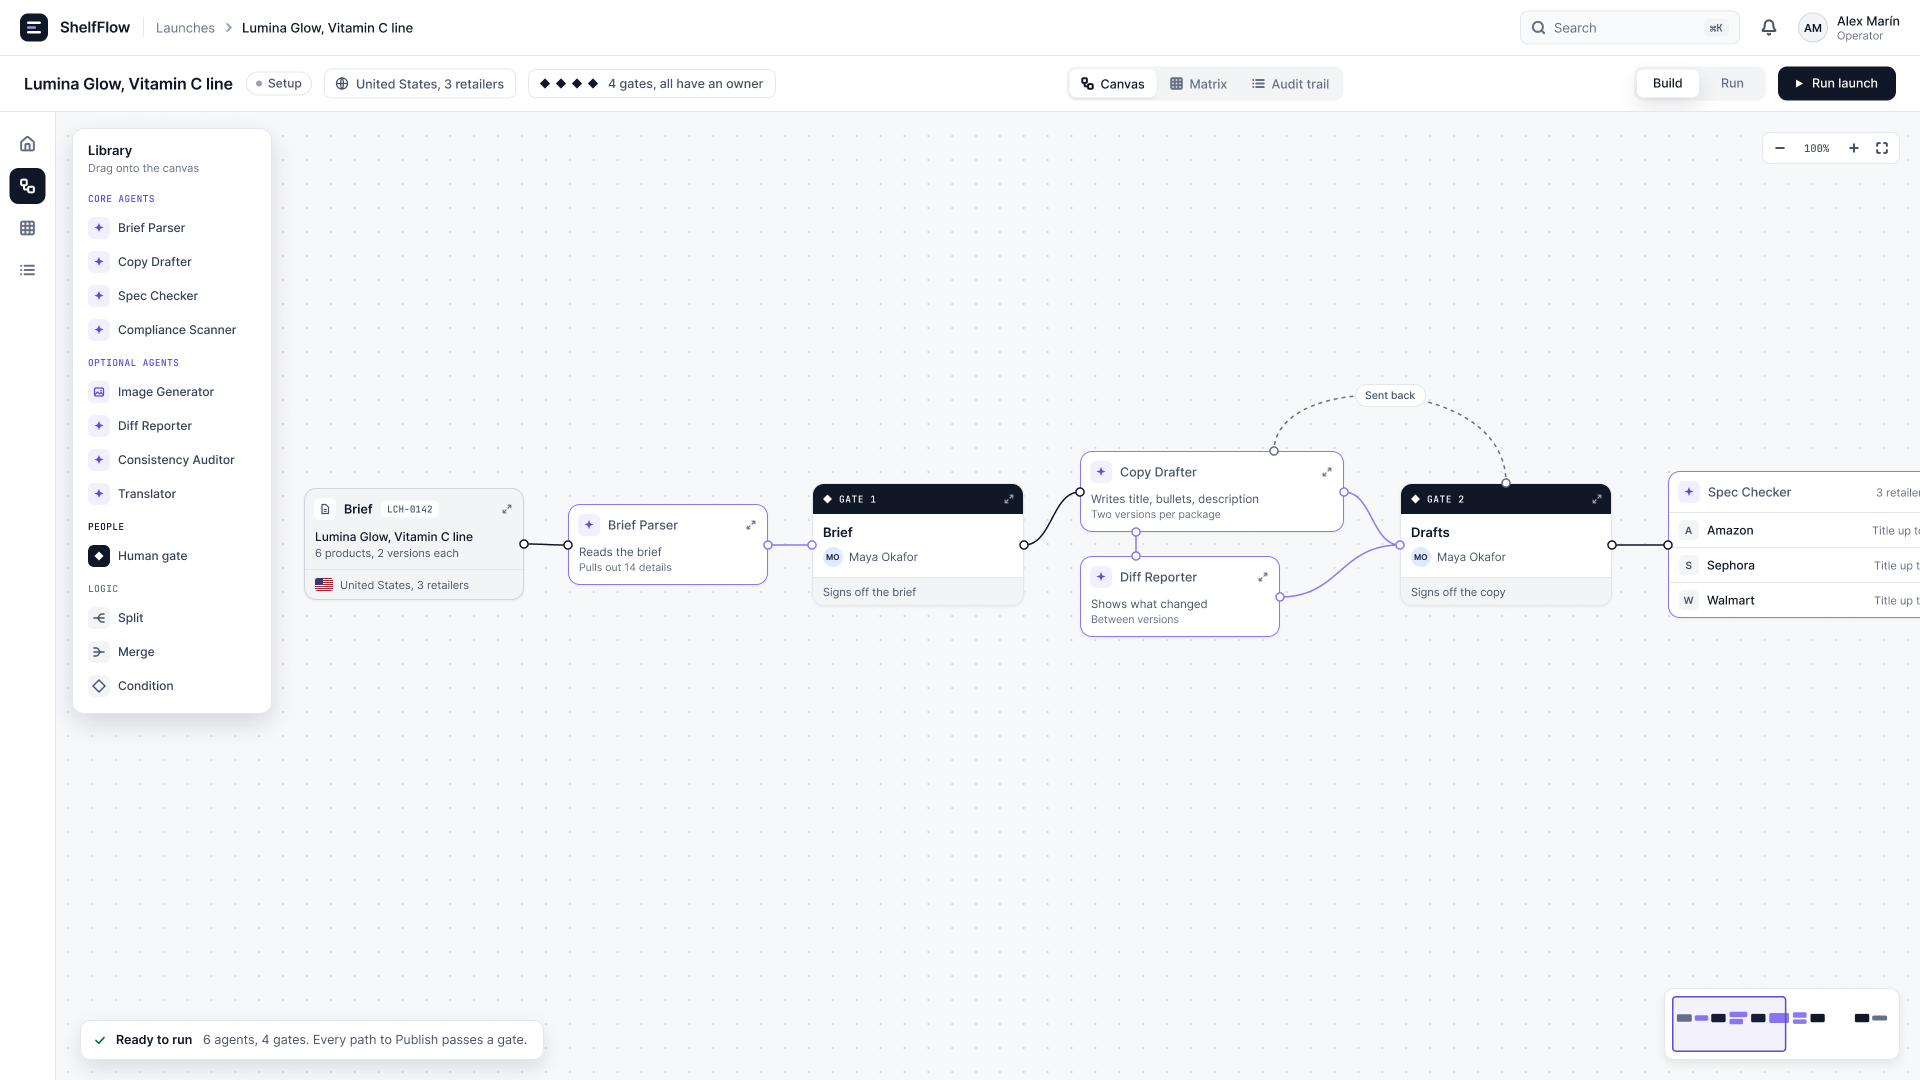 ShelfFlow
Launches
Lumina Glow, Vitamin C line
Search
⌘K
AM
Alex Marín
Operator
Lumina Glow, Vitamin C line
Setup
United States, 3 retailers
4 gates, all have an owner
Canvas
Matrix
Audit trail
Build
Run
Run launch
Library
Drag onto the canvas
CORE AGENTS
Brief Parser
Copy Drafter
Spec Checker
Compliance Scanner
OPTIONAL AGENTS
Image Generator
Diff Reporter
Consistency Auditor
Translator
PEOPLE
Human gate
LOGIC
Split
Merge
Condition
100%
Brief
LCH-0142
Lumina Glow, Vitamin C line
6 products, 2 versions each
United States, 3 retailers
Brief Parser
Reads the brief
Pulls out 14 details
GATE 1
Brief
MO Maya Okafor
Signs off the brief
Sent back
Copy Drafter
Writes title, bullets, description
Two versions per package
Diff Reporter
Shows what changed
Between versions
GATE 2
Drafts
MO Maya Okafor
Signs off the copy
Spec Checker
3 retailer
A Amazon Title up to
S Sephora Title up t
W Walmart Title up t
Ready to run 6 agents, 4 gates. Every path to Publish passes a gate.